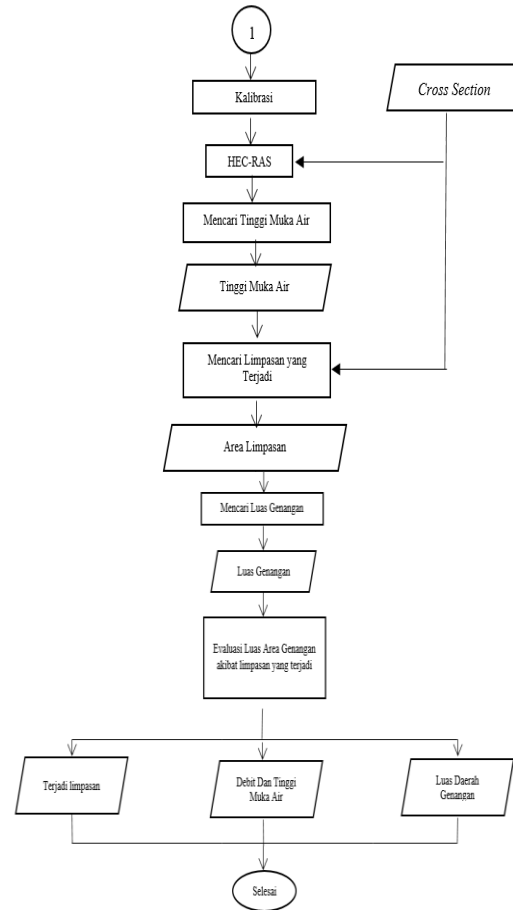 1
Kalibrasi
Cross Section
HEC-RAS
Mencari Tinggi Muka Air
Tinggi Muka Air
Mencari Limpasan yang
Terjadi
Area Limpasan
Mencari Luas Genangan
Luas Genangan
Evaluasi Luas Area Genangan
akibat limpasan yang terjadi
Terjadi limpasan
Debit Dan Tinggi
Muka Air
Luas Daerah
Genangan
Selesai